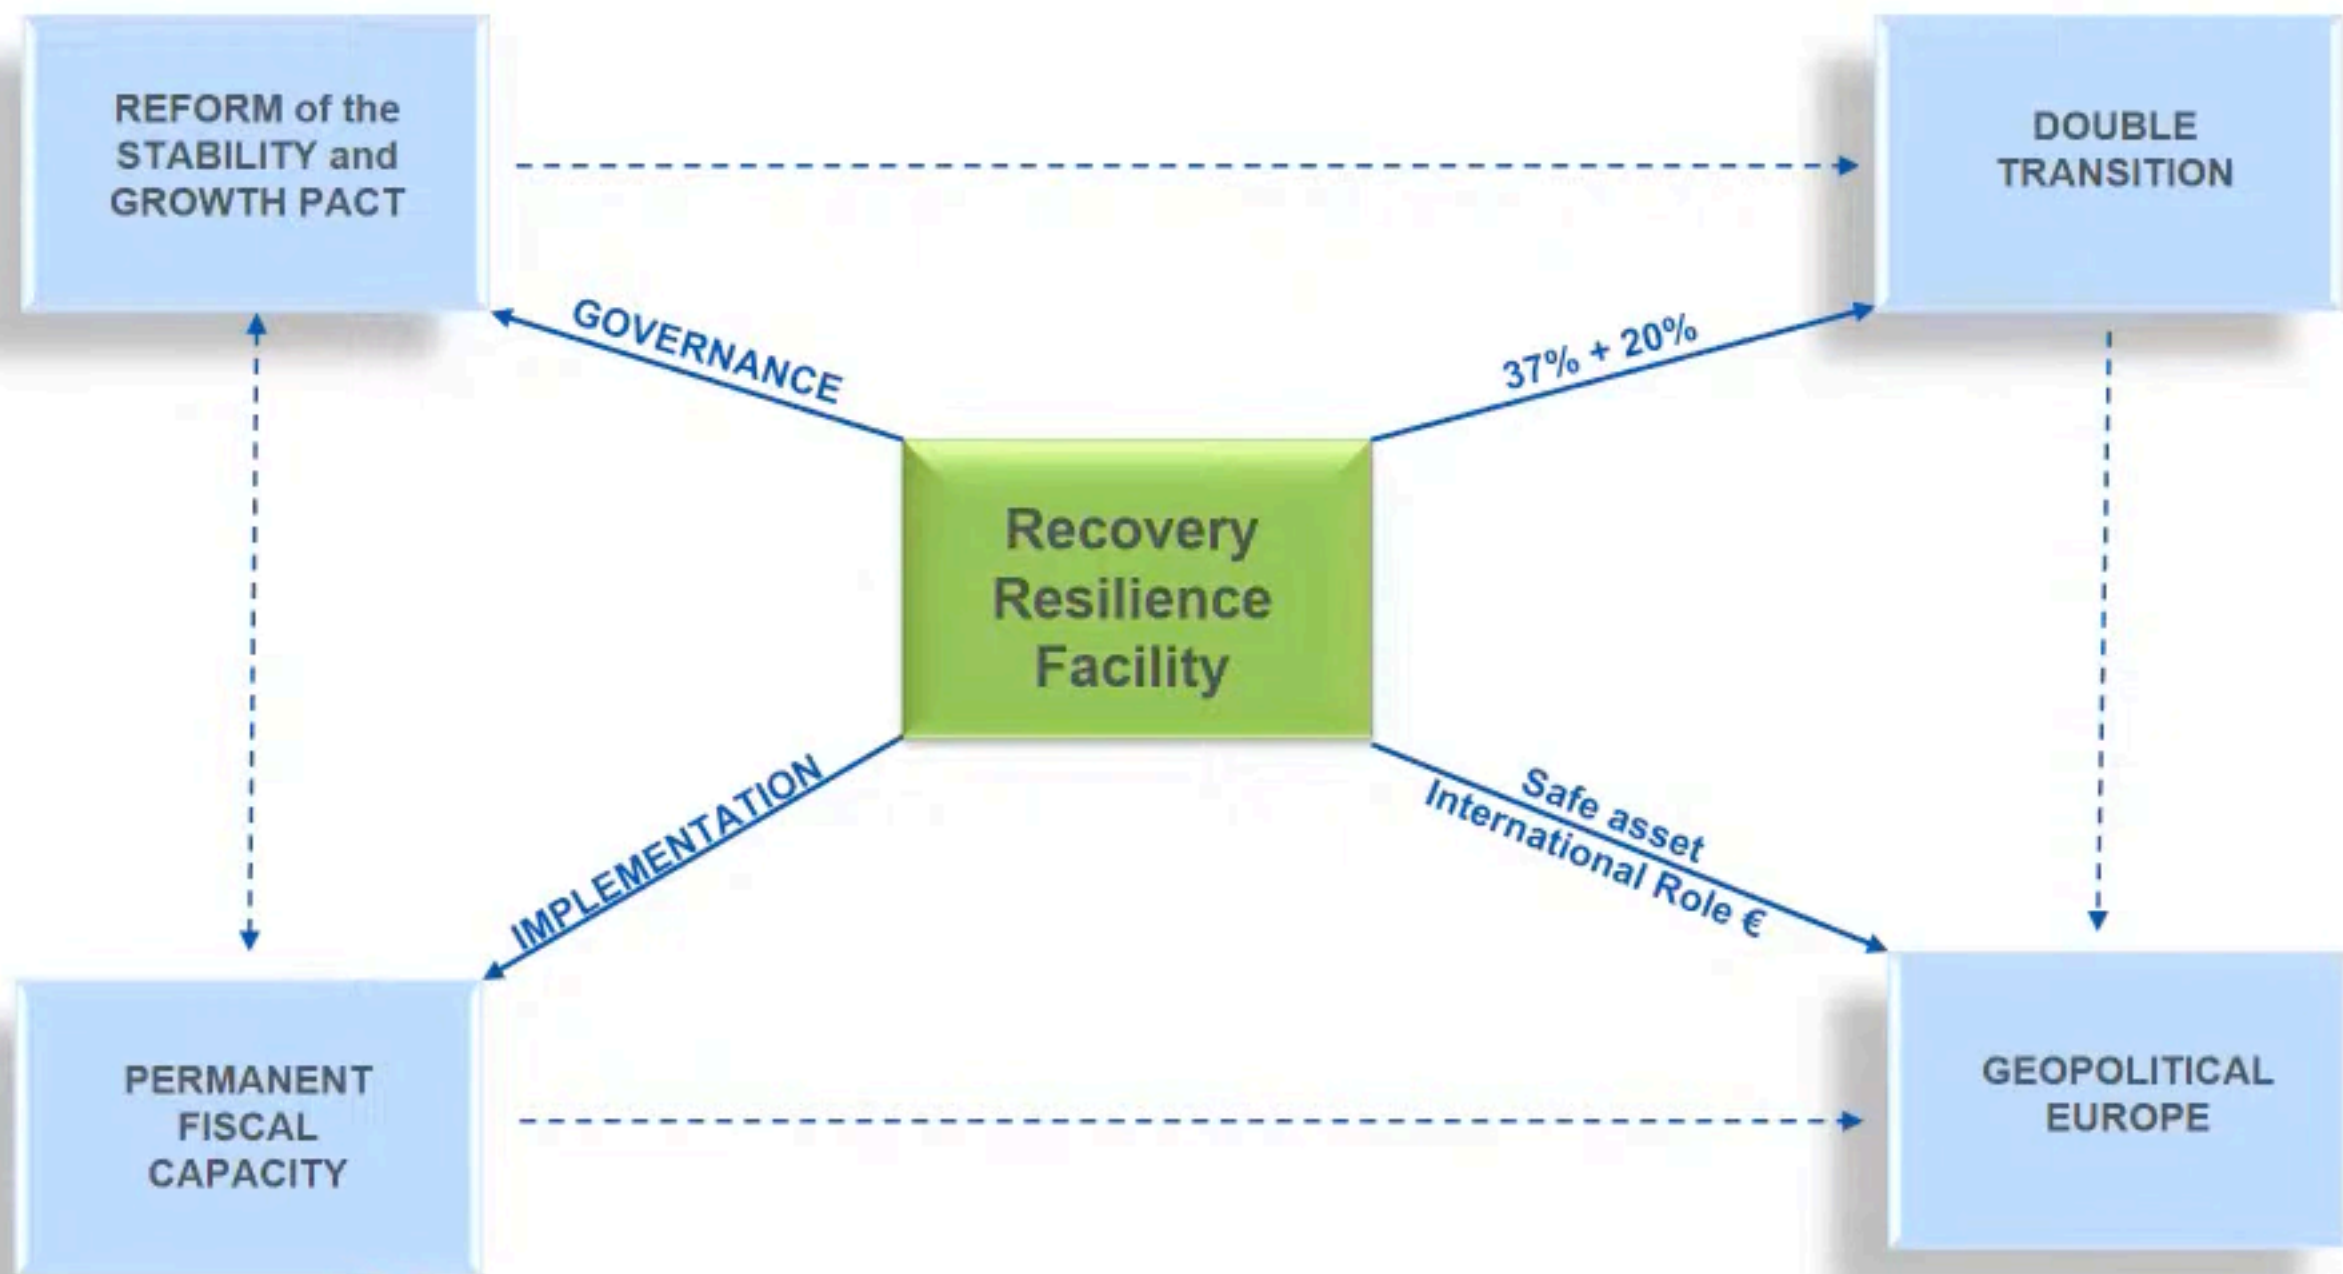 REFORM of the
STABILITY and
GROWTH PACT
DOUBLE
TRANSITION
GOVERNANCE
37% + 20%
Recovery
Resilience
Facility
IMPLEMENTATION
Safe asset
International Role €
PERMANENT
FISCAL
CAPACITY
GEOPOLITICAL
EUROPE